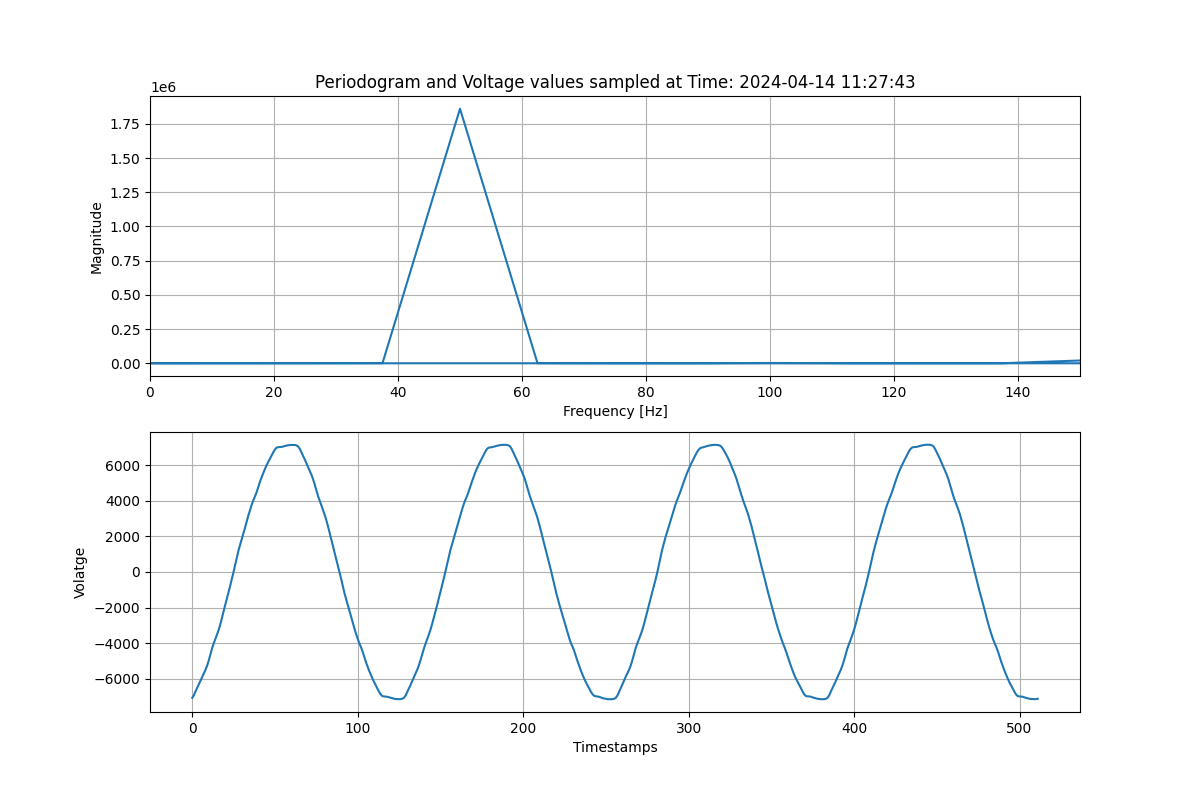 Periodogram and Voltage values sampled at Time: 2024-04-14 11:27:43
1e6
1.75
1.50
1.25
1.00
0.75
0.50
0.25
0.00
Magnitude
0 20 40 60 80 100 120 140
Frequency [Hz]
6000
4000
2000
0
−2000
−4000
−6000
Volatge
0 100 200 300 400 500
Timestamps